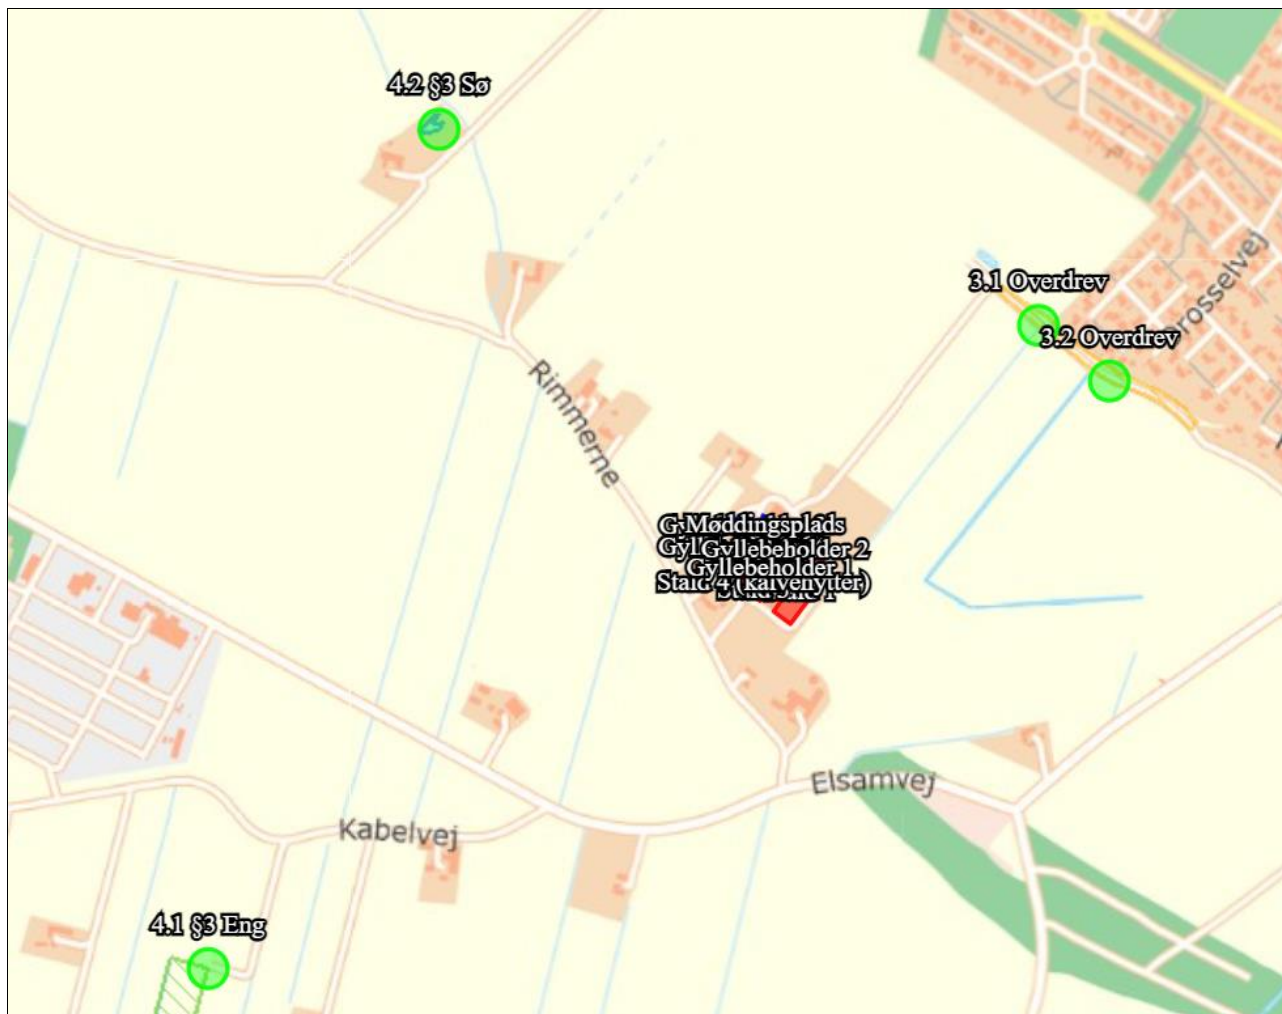 4.2 §3 Sø
3.1 Overdrev
3.2 Overdrev
Drosselvej
Rimmerne
Møddingsplads
Gyllebeholder 2
Gyllebeholder 1
Stald 4 (kalvehytter)
Elsamvej
Kabelvej
4.1 §3 Eng